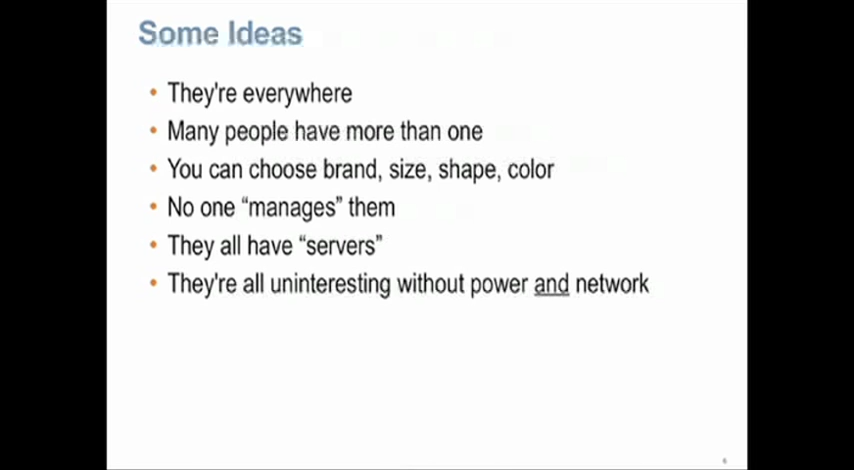 Some Ideas
• They're everywhere
• Many people have more than one
• You can choose brand, size, shape, color
• No one “manages” them
• They all have “servers”
• They're all uninteresting without power and network
6